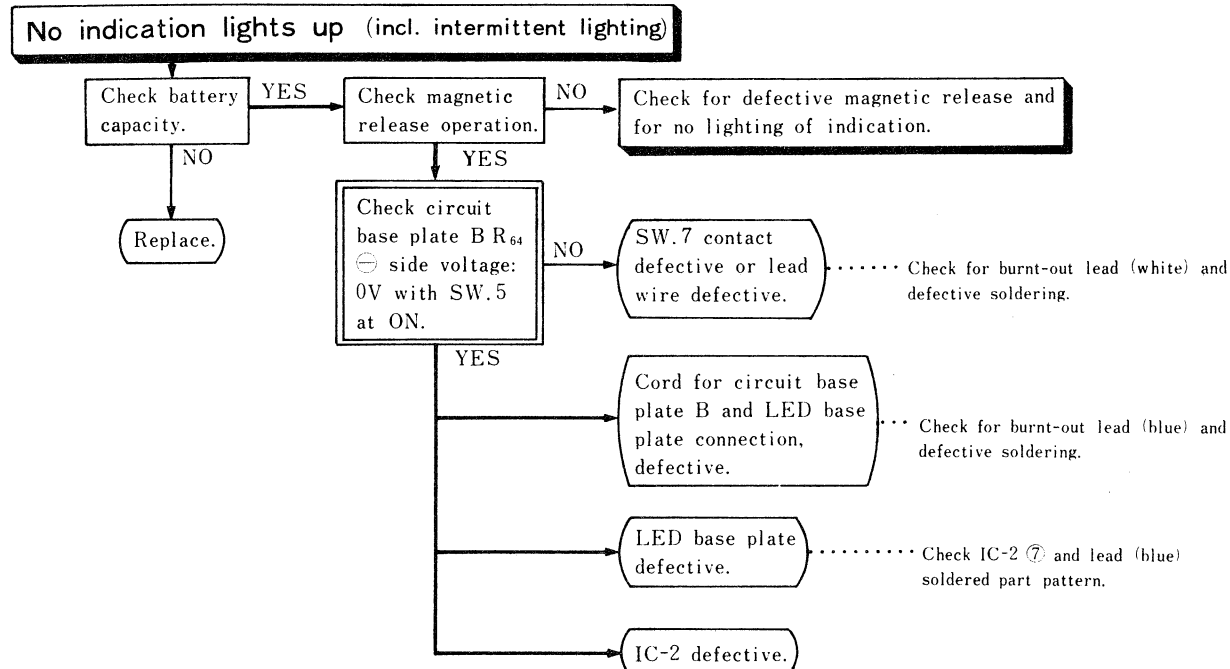 No indication lights up (incl. intermittent lighting)
Check battery
capacity.
YES
Check magnetic
release operation.
NO
Check for defective magnetic release and
for no lighting of indication.
NO
YES
Replace.
Check circuit
base plate B R₆₄
⊖ side voltage:
0V with SW.5
at ON.
NO
SW.7 contact
defective or lead
wire defective.
Check for burnt-out lead (white) and
defective soldering.
YES
Cord for circuit base
plate B and LED base
plate connection,
defective.
Check for burnt-out lead (blue) and
defective soldering.
LED base plate
defective.
Check IC-2 ⑦ and lead (blue)
soldered part pattern.
IC-2 defective.